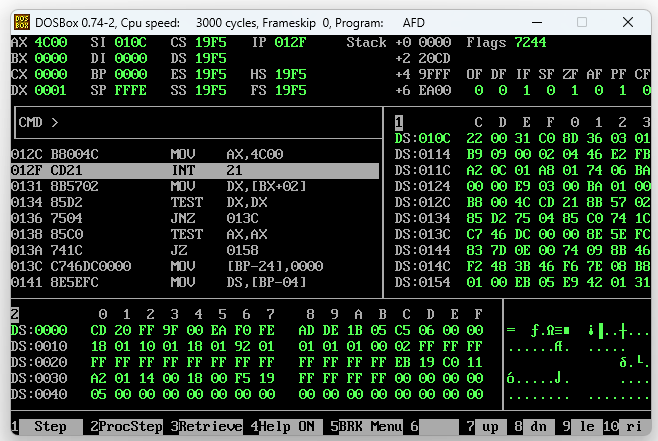 DOSBox 0.74-2, Cpu speed: 3000 cycles, Frameskip 0, Program: AFD
AX 4C00 SI 010C CS 19F5 IP 012F Stack +0 0000 Flags 7244
BX 0000 DI 0000 DS 19F5 +2 20CD
CX 0000 BP 0000 ES 19F5 HS 19F5 +4 9FFF OF DF IF SF ZF AF PF CF
DX 0001 SP FFFE SS 19F5 FS 19F5 +6 EA00 0 0 1 0 1 0 1 0
CMD >
1 C D E F 0 1 2 3
DS:010C 22 00 31 C0 8D 36 03 01
012C B8004C MOV AX,4C00 DS:0114 B9 09 00 02 04 46 E2 FB
012F CD21 INT 21 DS:011C A2 0C 01 A8 01 74 06 BA
0131 8B5702 MOV DX,[BX+02] DS:0124 00 00 E9 03 00 BA 01 00
0134 85D2 TEST DX,DX DS:012C B8 00 4C CD 21 8B 57 02
0136 7504 JNZ 013C DS:0134 85 D2 75 04 85 C0 74 1C
0138 85C0 TEST AX,AX DS:013C C7 46 DC 00 00 8E 5E FC
013A 741C JZ 0158 DS:0144 83 7D 0E 00 74 09 8B 46
013C C746DC0000 MOV [BP-24],0000 DS:014C F2 48 3B 46 F6 7E 08 B8
0141 8E5EFC MOV DS,[BP-04] DS:0154 01 00 EB 05 E9 42 01 31
2 0 1 2 3 4 5 6 7 8 9 A B C D E F
DS:0000 CD 20 FF 9F 00 EA F0 FE AD DE 1B 05 C5 06 00 00 = ƒ.Ω≡■ ¡▐..┼...
DS:0010 18 01 10 01 18 01 92 01 01 01 01 00 02 FF FF FF ......Æ. .....
DS:0020 FF FF FF FF FF FF FF FF FF FF FF FF EB 19 C0 11 δ.└.
DS:0030 A2 01 14 00 18 00 F5 19 FF FF FF FF 00 00 00 00 ó.....⌡. ....
DS:0040 05 00 00 00 00 00 00 00 00 00 00 00 00 00 00 00 ........ ........
1 Step 2 ProcStep 3 Retrieve 4 Help ON 5 BRK Menu 6 7 up 8 dn 9 le 10 ri